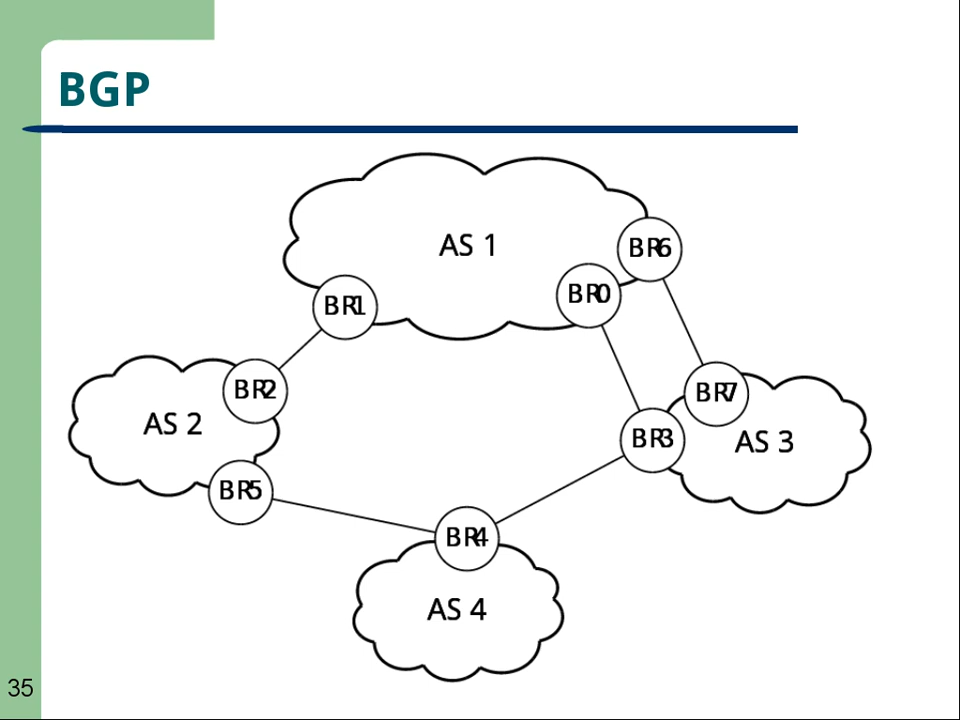 BGP
AS 1
BR6
BR0
BR1
BR2
BR7
AS 2
BR3
AS 3
BR5
BR4
AS 4
35